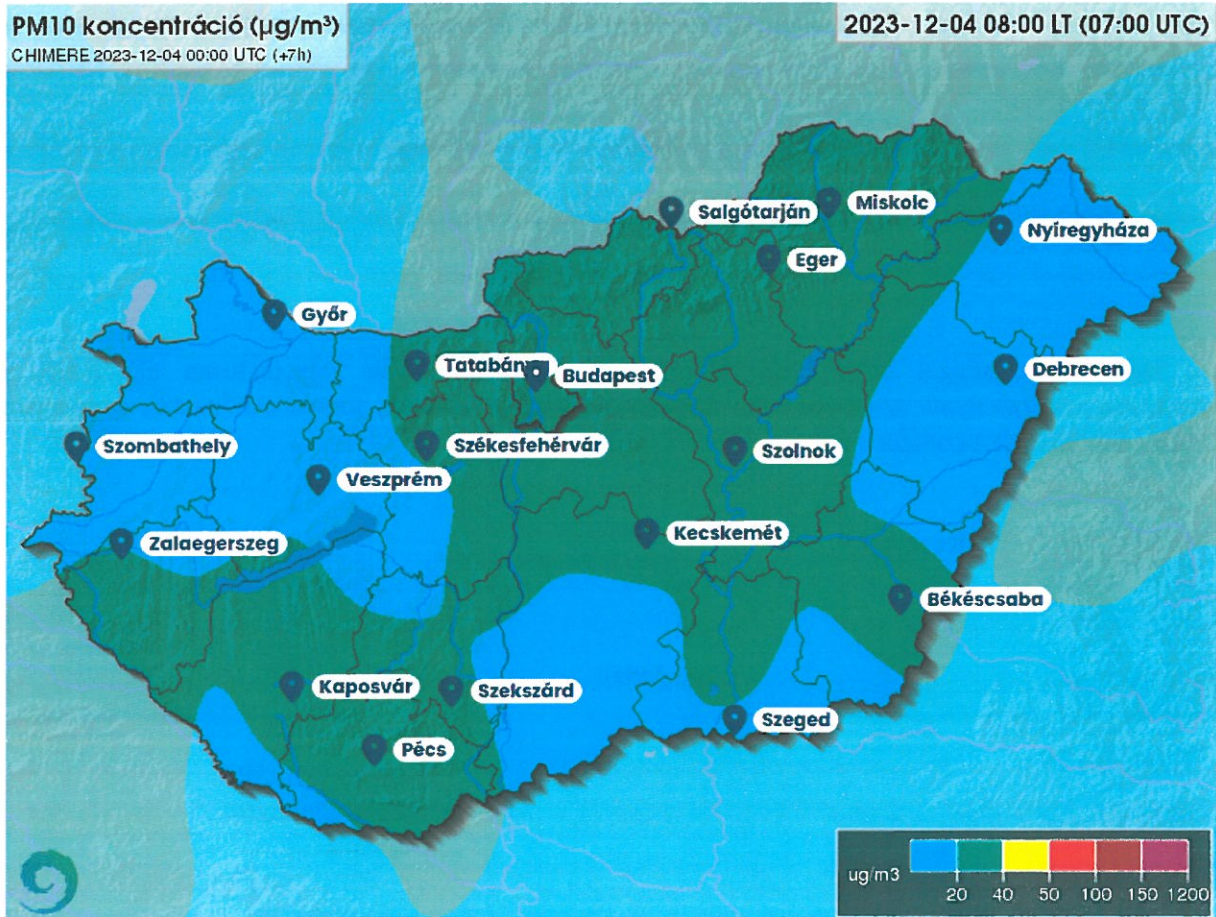 PM10 koncentráció (µg/m³)
CHIMERE 2023-12-04 00:00 UTC (+7h)
2023-12-04 08:00 LT (07:00 UTC)
Salgótarján
Miskolc
Nyíregyháza
Eger
Győr
Tatabány
Budapest
Debrecen
Szombathely
Székesfehérvár
Szolnok
Veszprém
Zalaegerszeg
Kecskemét
Békéscsaba
Kaposvár
Szekszárd
Szeged
Pécs
ug/m3
20 40 50 100 150 1200